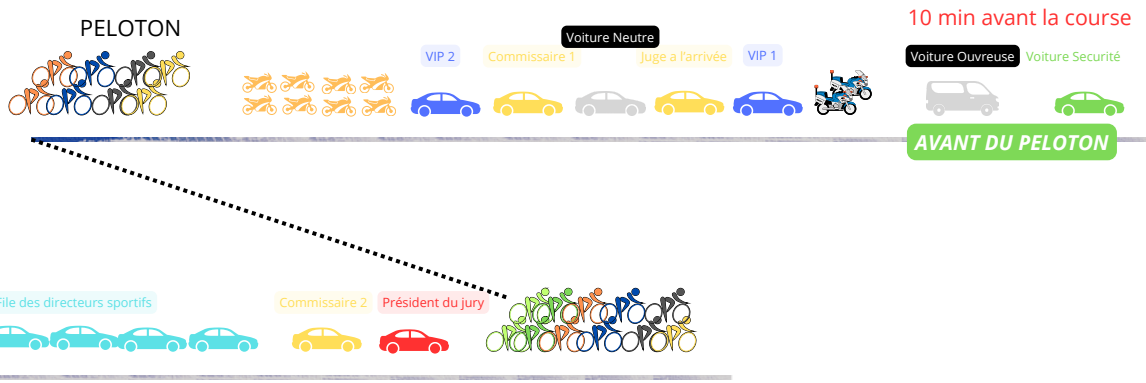 10 min avant la course
PELOTON
Voiture Neutre
VIP 2
Commissaire 1
Juge a l'arrivée
VIP 1
Voiture Ouvreuse
Voiture Securité
AVANT DU PELOTON
File des directeurs sportifs
Commissaire 2
Président du jury